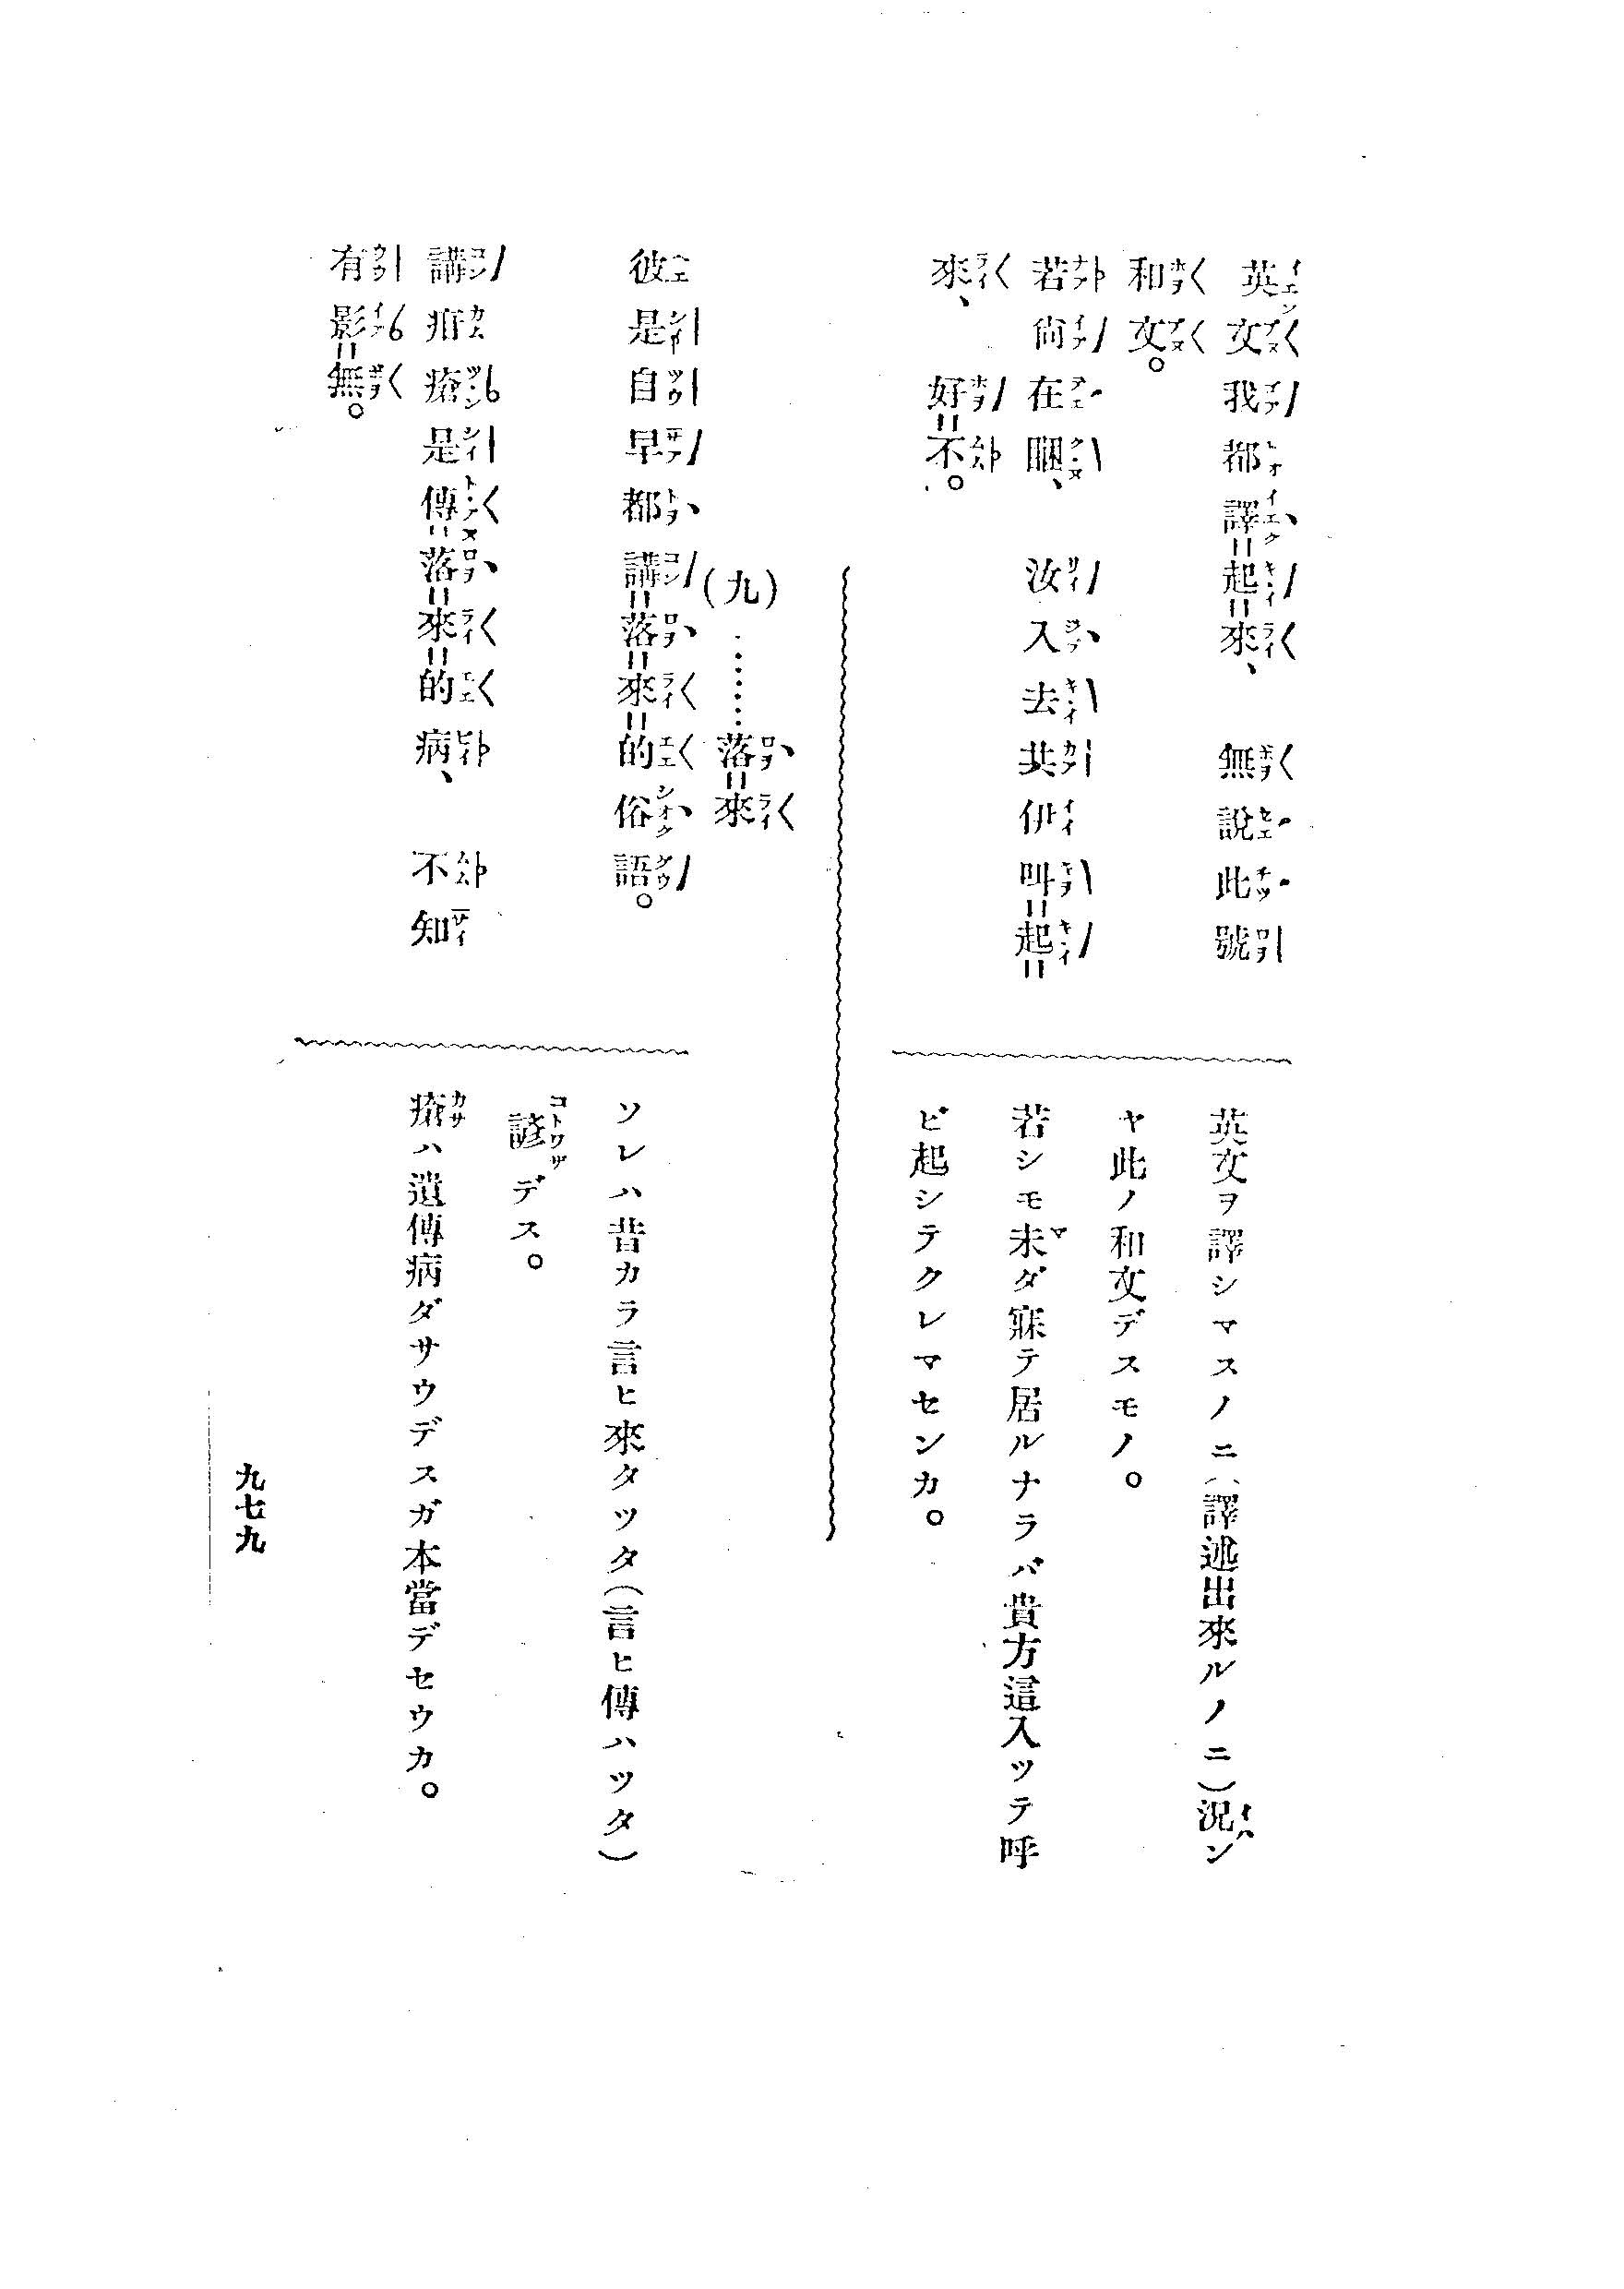 英文我都譯=起=來、無說此號
和文。
若尙在睏、汝入去共伊叫=起=
來、好=不。
英文ヲ譯シマスノニ(譯述出來ルノニ)況ン
ヤ此ノ和文デスモノ。
若シモ未ダ寐テ居ルナラバ貴方這入ッテ呼
ビ起シテクレマセンカ。
(九)……落=來
彼是自早都講=落=來=的俗語。
講疳瘡是傳=落=來=的病、不知
有影=無。
ソレハ昔カラ言ヒ來タッタ(言ヒ傳ハッタ)
諺デス。
瘡ハ遺傳病ダサウデスガ本當デセウカ。
九七九